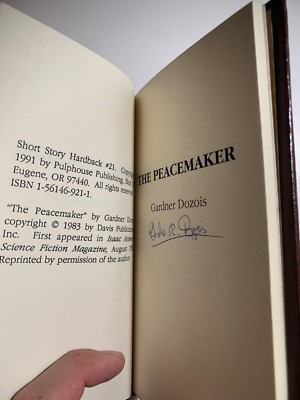 Short Story Hardback #21.
1991 by Pulphouse Publishing,
Eugene, OR 97440. All rights
ISBN 1-56146-921-1.
"The Peacemaker" by Gardner
copyright © 1983 by Davis
Inc. First appeared in Isaac
Science Fiction Magazine, August
Reprinted by permission of the author
THE PEACEMAKER
Gardner Dozois